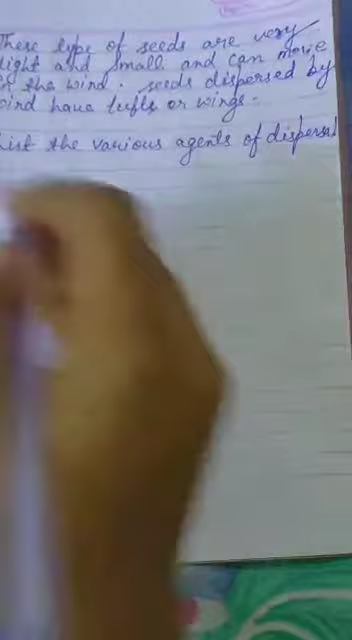 These type of seeds are very
light and small and can move
in the wind. seeds dispersed by
wind have tufts or wings.
List the various agents of dispersal